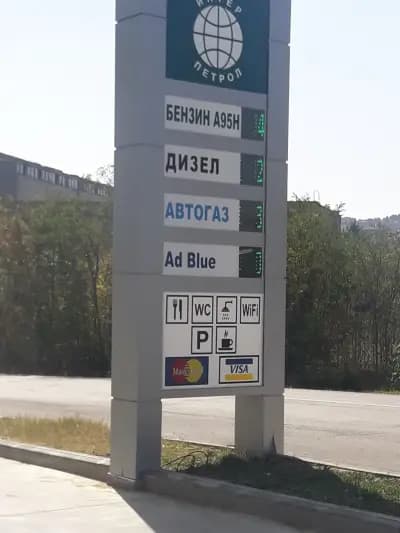 ИНТЕР
ПЕТРОЛ
БЕНЗИН А95Н
ДИЗЕЛ
АВТОГАЗ
Ad Blue
WC
WiFi
P
VISA